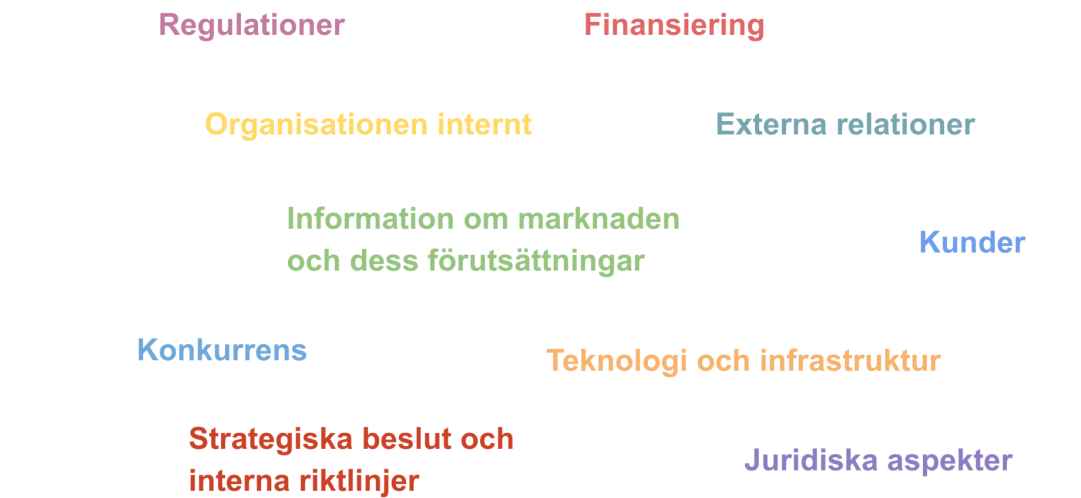 Regulationer
Finansiering
Organisationen internt
Externa relationer
Information om marknaden
och dess förutsättningar
Kunder
Konkurrens
Teknologi och infrastruktur
Strategiska beslut och
interna riktlinjer
Juridiska aspekter